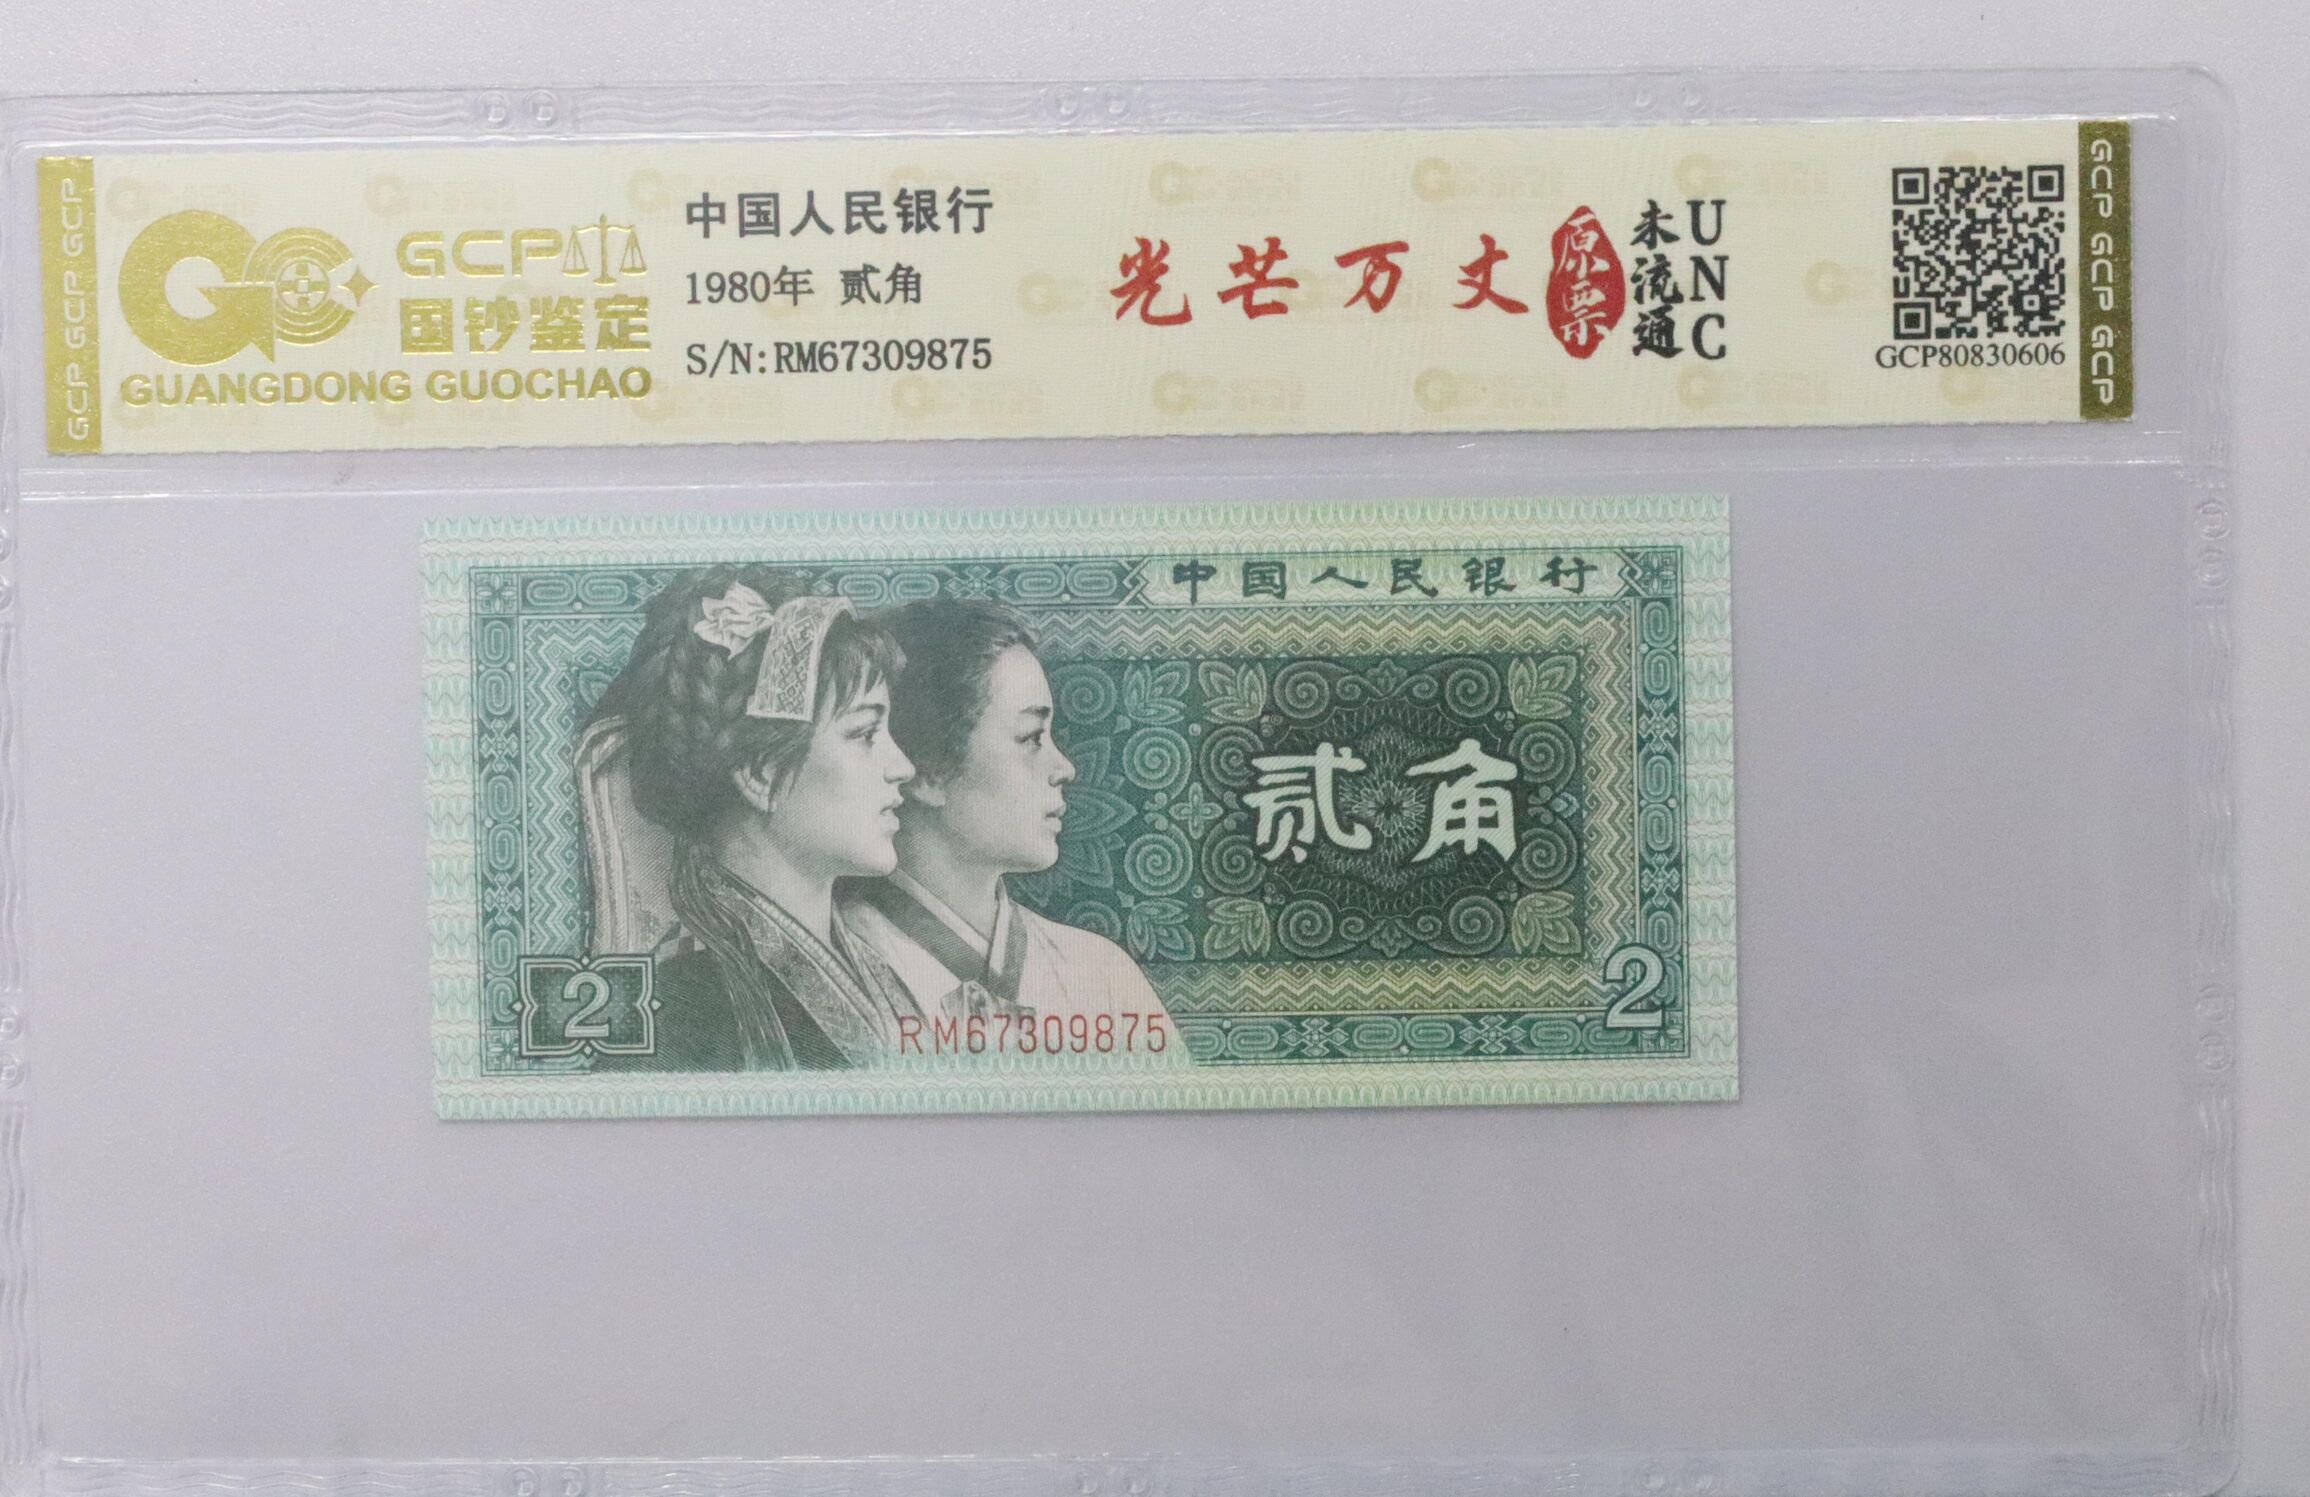 GCP GCP GCP
GCP
国钞鉴定
GUANGDONG GUOCHAO
中国人民银行
1980年 贰角
S/N:RM67309875
光芒万丈
原票
未流通
UNC
GCP80830606
GCP GCP GCP
中国人民银行
贰角
2
2
RM67309875